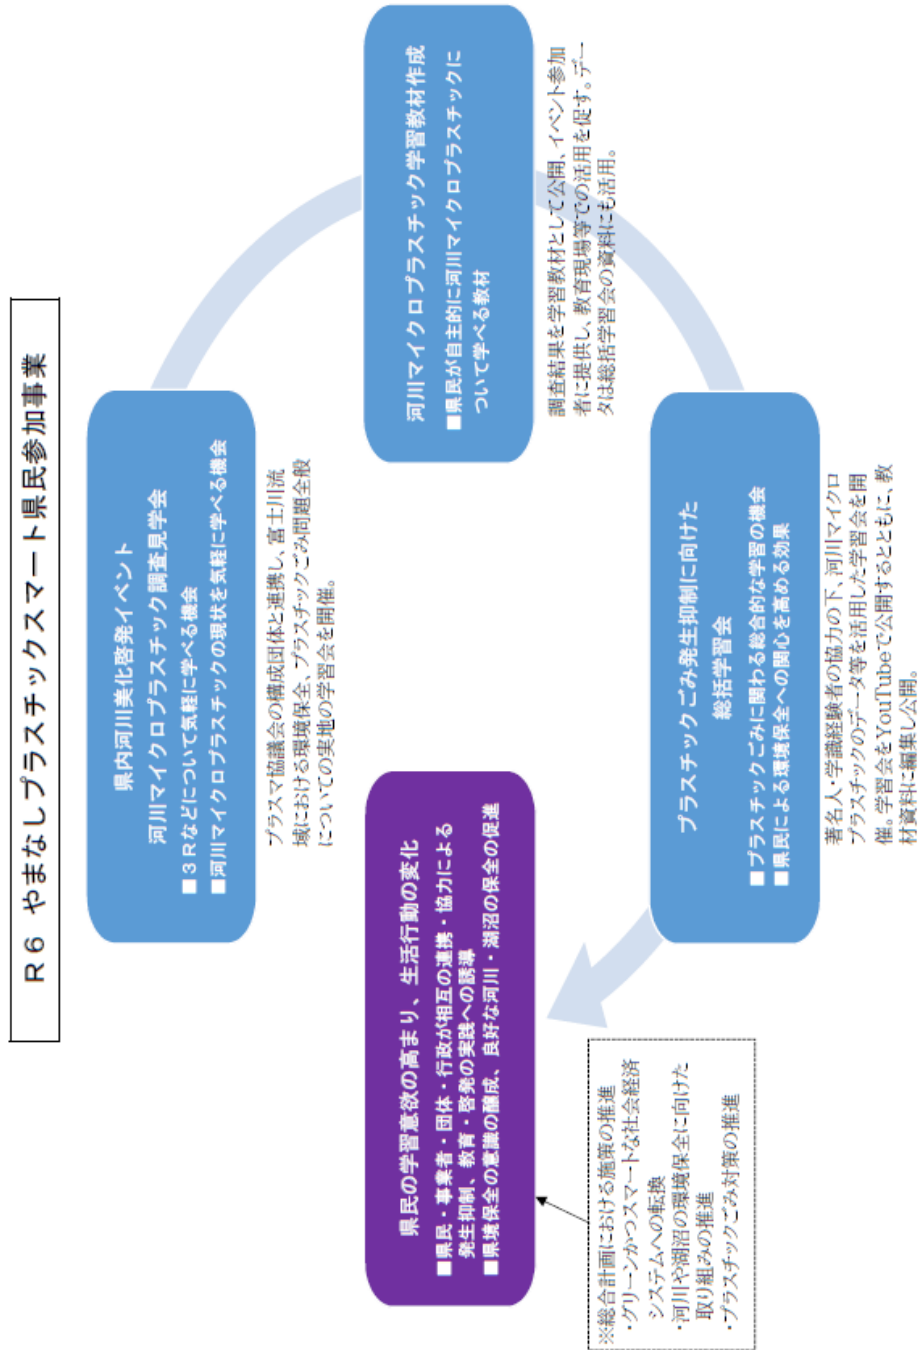 R6 やまなしプラスチックスマート県民参加事業
県内河川美化啓発イベント
河川マイクロプラスチック調査見学会
■3Rなどについて気軽に学べる機会
■河川マイクロプラスチックの現状を気軽に学べる機会
プラスマ協議会の構成団体と連携し、富士川流
域における環境保全、プラスチックごみ問題全般
についての実地の学習会を開催。
河川マイクロプラスチック学習教材作成
■県民が自主的に河川マイクロプラスチックに
ついて学べる教材
調査結果を学習教材として公開、イベント参加
者に提供し、教育現場等での活用を促す。デー
タは総括学習会の資料にも活用。
プラスチックごみ発生抑制に向けた
総括学習会
■プラスチックごみに関わる総合的な学習の機会
■県民による環境保全への関心を高める効果
著名人・学識経験者の協力の下、河川マイクロ
プラスチックのデータ等を活用した学習会を開
催。学習会をYouTubeで公開するとともに、教
材資料に編集し公開。
県民の学習意欲の高まり、生活行動の変化
■県民・事業者・団体・行政が相互の連携・協力による
発生抑制、教育・啓発の実践への誘導
■県境保全の意識の醸成、良好な河川・湖沼の保全の促進
※総合計画における施策の推進
・グリーンかつスマートな社会経済
システムへの転換
・河川や湖沼の環境保全に向けた
取り組みの推進
・プラスチックごみ対策の推進